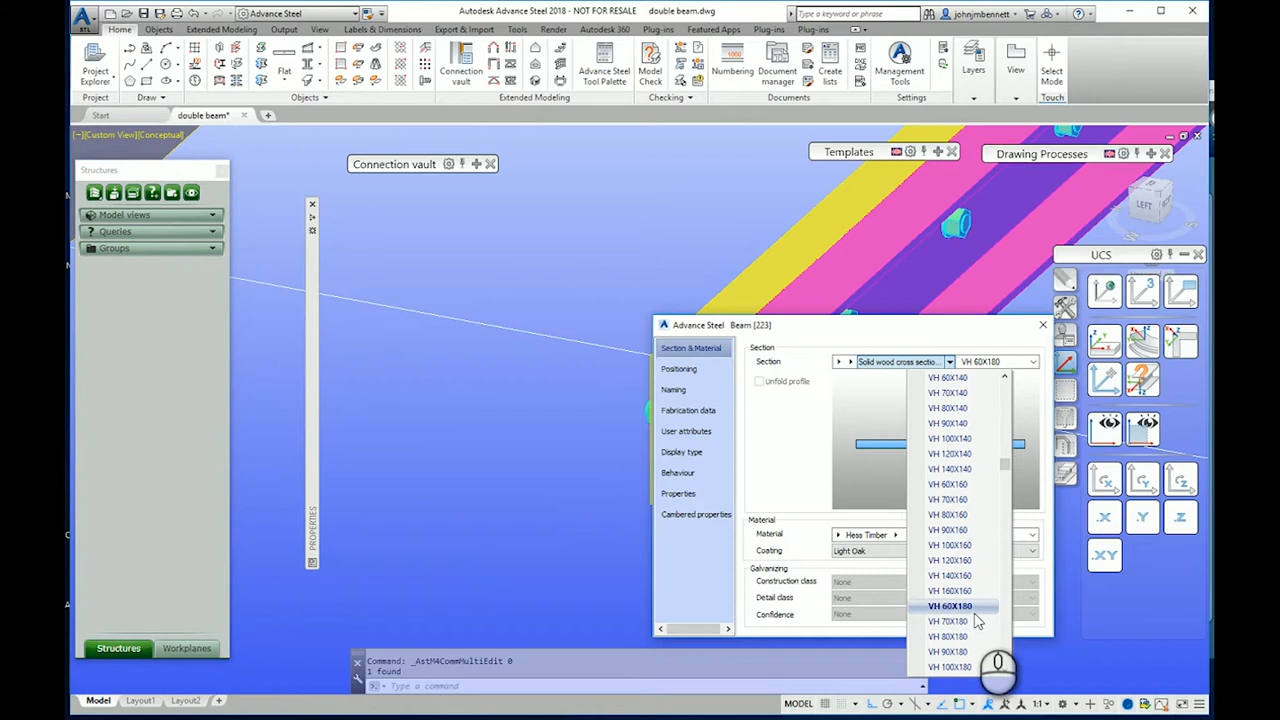 Advance Steel
Autodesk Advance Steel 2018 - NOT FOR RESALE double beam.dwg
Type a keyword or phrase
johnjmbennett
STL
Home Objects Extended Modeling Output View Labels & Dimensions Export & Import Tools Autodesk 360 Plug-ins Render Featured Apps Plug-ins Plug-ins
Project Explorer
Flat
Connection vault
Advance Steel Tool Palette
Model Check
Numbering
Document manager
Create lists
Management Tools
Layers
View
Select Mode
Project Draw Objects Extended Modeling Checking Documents Settings Touch
Start double beam*
[−][Custom View][Conceptual]
Structures
Connection vault
Templates
Drawing Processes
Model views
Queries
Groups
LEFT
UCS
3
PROPERTIES
Advance Steel Beam [223]
Section & Material
Positioning
Naming
Fabrication data
User attributes
Display type
Behaviour
Properties
Cambered properties
Section
Section Solid wood cross sectio... VH 60X180
Unfold profile
VH 60X140
VH 70X140
VH 80X140
VH 90X140
VH 100X140
VH 120X140
VH 140X140
VH 60X160
VH 70X160
VH 80X160
VH 90X160
VH 100X160
VH 120X160
VH 140X160
VH 160X160
VH 60X180
VH 70X180
VH 80X180
VH 90X180
VH 100X180
Material
Material Hess Timber
Coating Light Oak
Galvanizing
Construction class None
Detail class None
Confidence None
.X .Y .Z
.XY
Structures Workplanes
Command: _AstM4CommMultiEdit 0
1 found
Type a command
Model Layout1 Layout2 +
MODEL
1:1